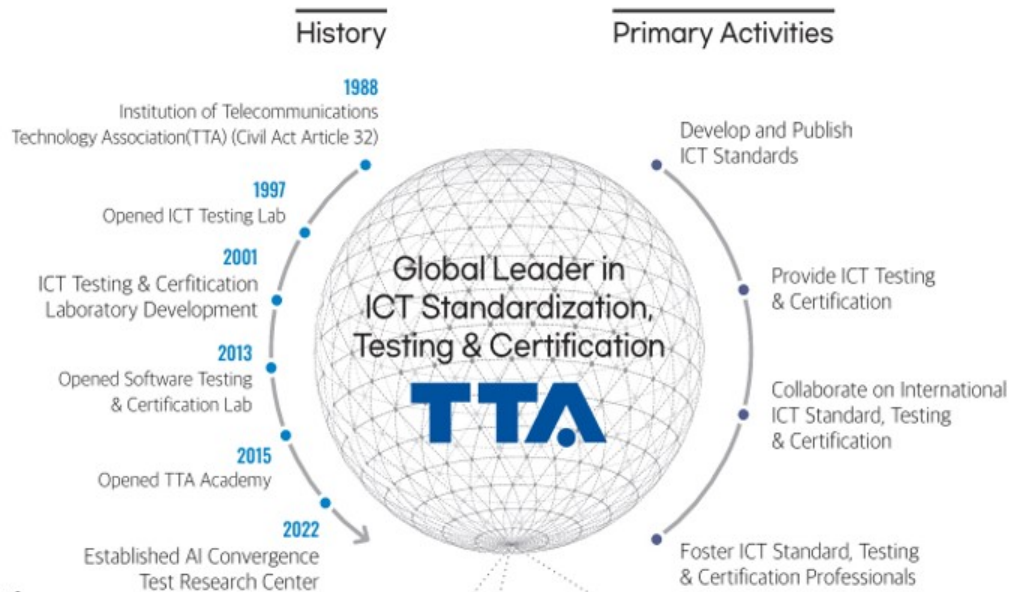 History
1988
Institution of Telecommunications
Technology Association(TTA) (Civil Act Article 32)
1997
Opened ICT Testing Lab
2001
ICT Testing & Cerfitication
Laboratory Development
2013
Opened Software Testing
& Certification Lab
2015
Opened TTA Academy
2022
Established AI Convergence
Test Research Center
Global Leader in
ICT Standardization,
Testing & Certification
TTA
Primary Activities
Develop and Publish
ICT Standards
Provide ICT Testing
& Certification
Collaborate on International
ICT Standard, Testing
& Certification
Foster ICT Standard, Testing
& Certification Professionals